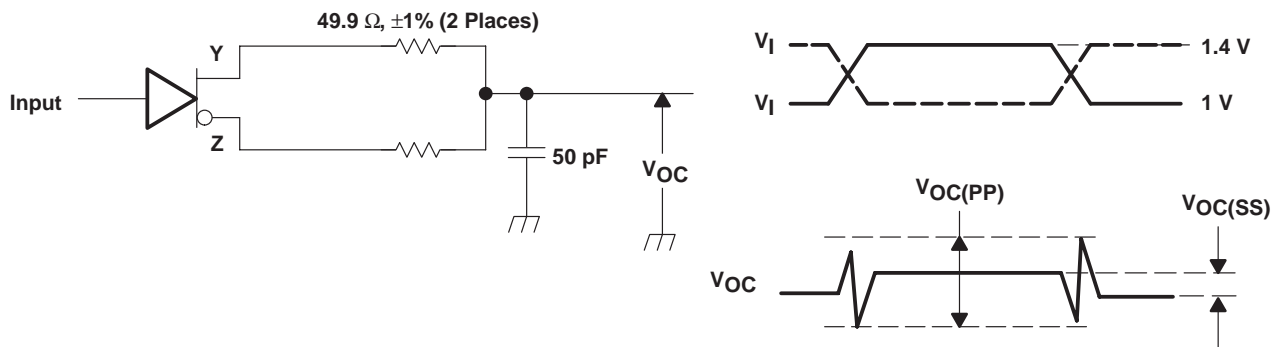 49.9 Ω, ±1% (2 Places)
Y
Input
Z
50 pF
VOC
VI
1.4 V
VI
1 V
VOC(PP)
VOC(SS)
VOC